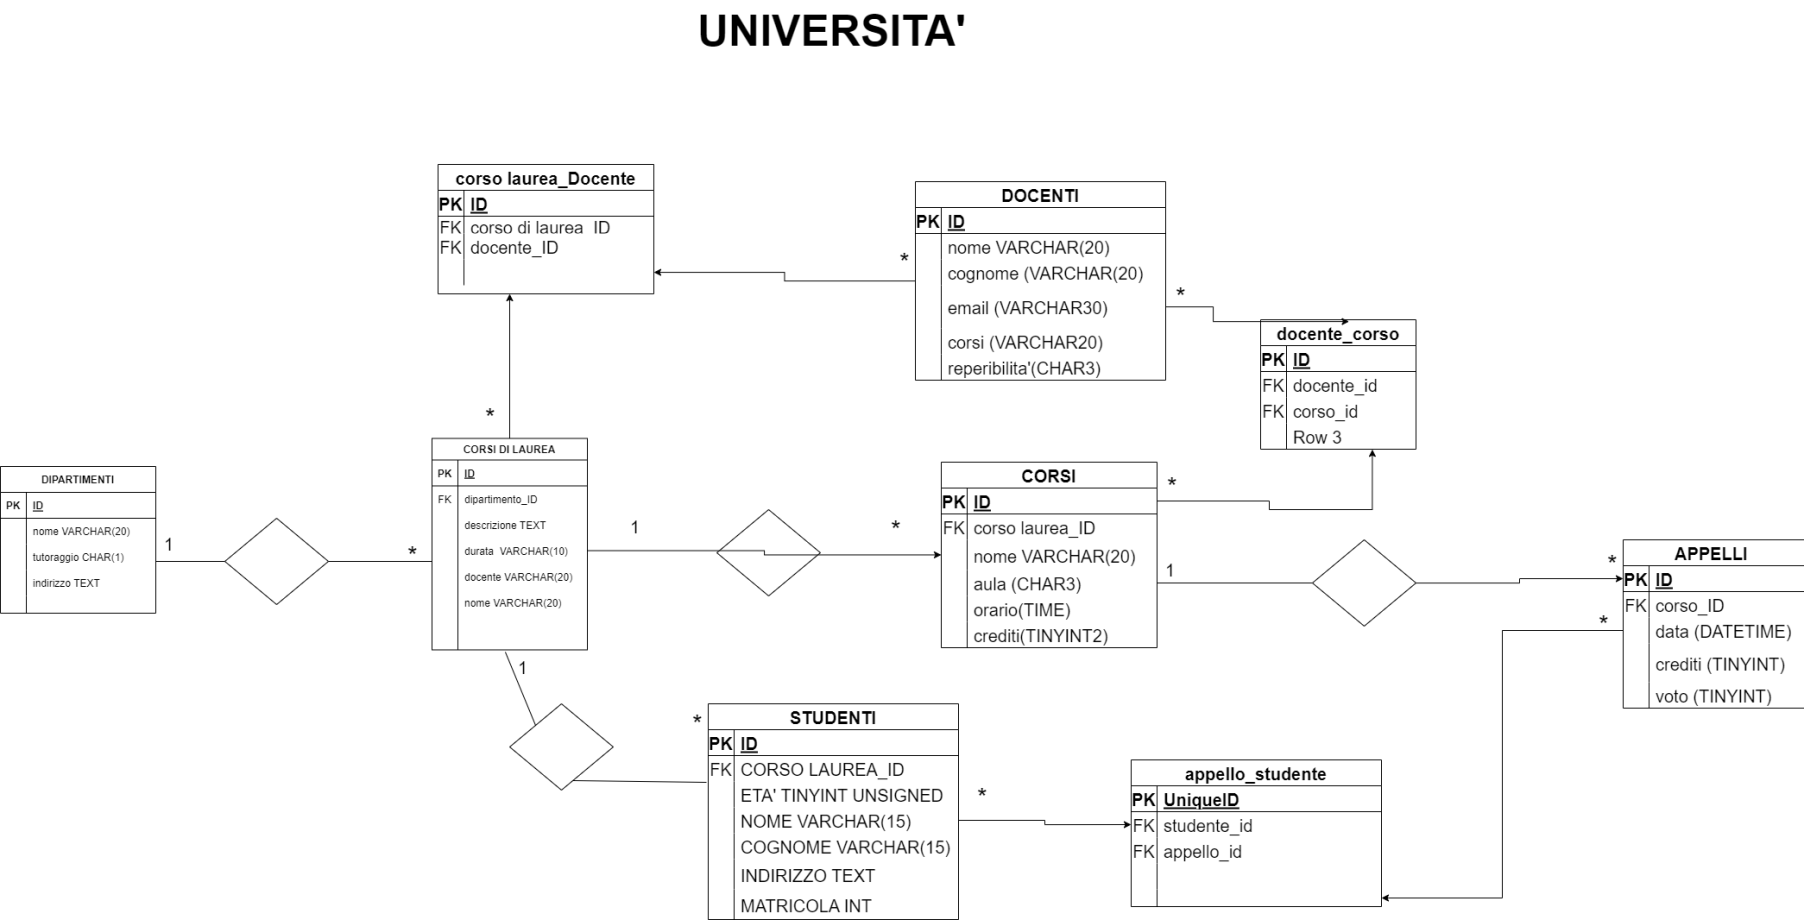 UNIVERSITA'
corso laurea_Docente
PK ID
FK corso di laurea  ID
FK docente_ID
DOCENTI
PK ID
nome VARCHAR(20)
cognome (VARCHAR(20)
email (VARCHAR30)
corsi (VARCHAR20)
reperibilita'(CHAR3)
*
*
docente_corso
PK ID
FK docente_id
FK corso_id
Row 3
*
DIPARTIMENTI
PK ID
nome VARCHAR(20)
tutoraggio CHAR(1)
indirizzo TEXT
1
*
CORSI DI LAUREA
PK ID
FK dipartimento_ID
descrizione TEXT
durata  VARCHAR(10)
docente VARCHAR(20)
nome VARCHAR(20)
1
*
CORSI
PK ID
FK corso laurea_ID
nome VARCHAR(20)
aula (CHAR3)
orario(TIME)
crediti(TINYINT2)
*
1
*
*
APPELLI
PK ID
FK corso_ID
data (DATETIME)
crediti (TINYINT)
voto (TINYINT)
1
*
STUDENTI
PK ID
FK CORSO LAUREA_ID
ETA' TINYINT UNSIGNED
NOME VARCHAR(15)
COGNOME VARCHAR(15)
INDIRIZZO TEXT
MATRICOLA INT
*
appello_studente
PK UniqueID
FK studente_id
FK appello_id